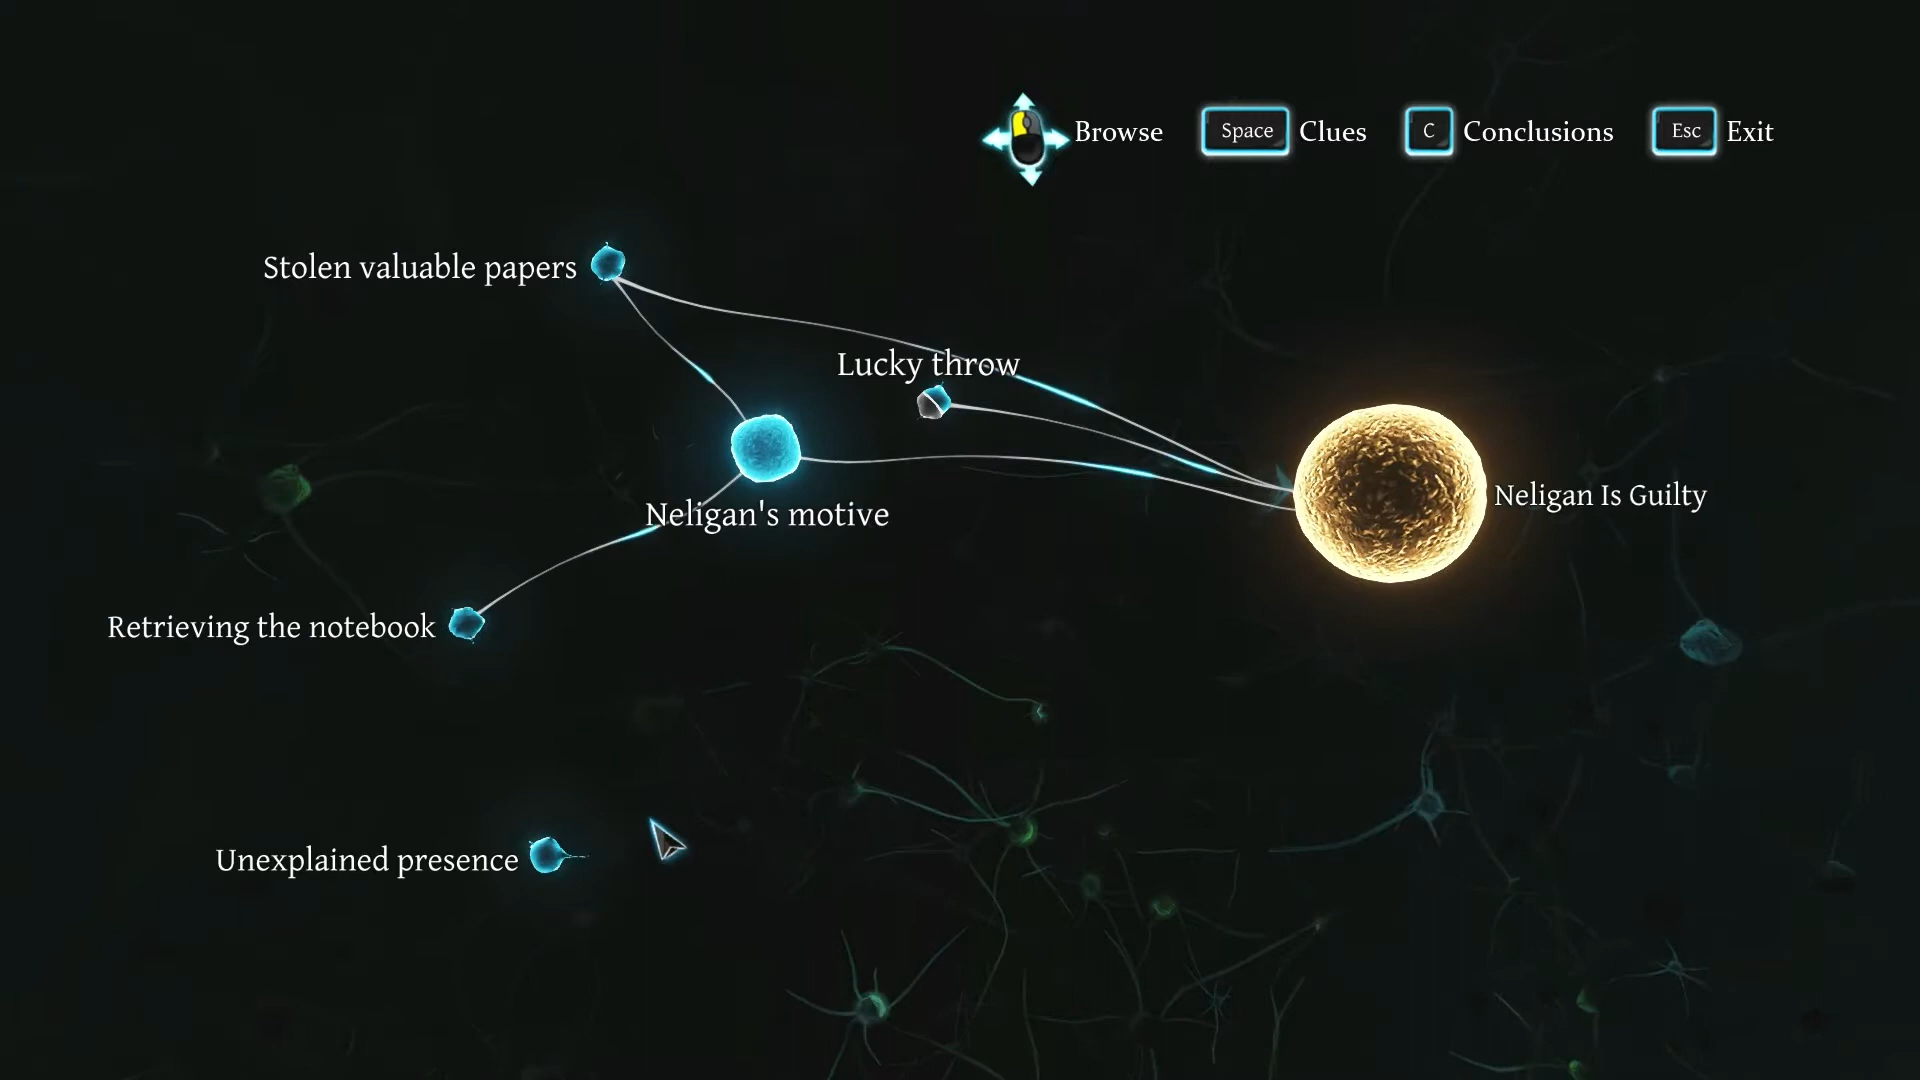 Browse
Space Clues
C Conclusions
Esc Exit
Stolen valuable papers
Lucky throw
Neligan's motive
Neligan Is Guilty
Retrieving the notebook
Unexplained presence